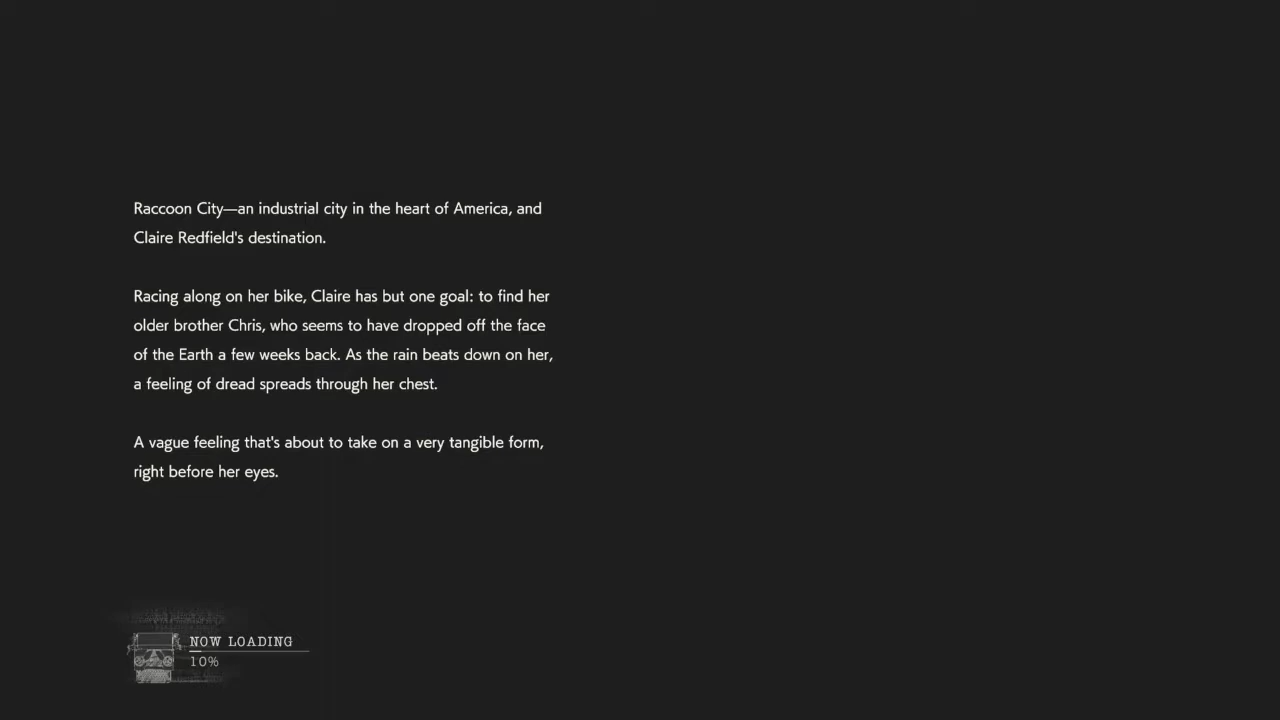 Raccoon City—an industrial city in the heart of America, and
Claire Redfield's destination.
Racing along on her bike, Claire has but one goal: to find her
older brother Chris, who seems to have dropped off the face
of the Earth a few weeks back. As the rain beats down on her,
a feeling of dread spreads through her chest.
A vague feeling that's about to take on a very tangible form,
right before her eyes.
NOW LOADING
10%